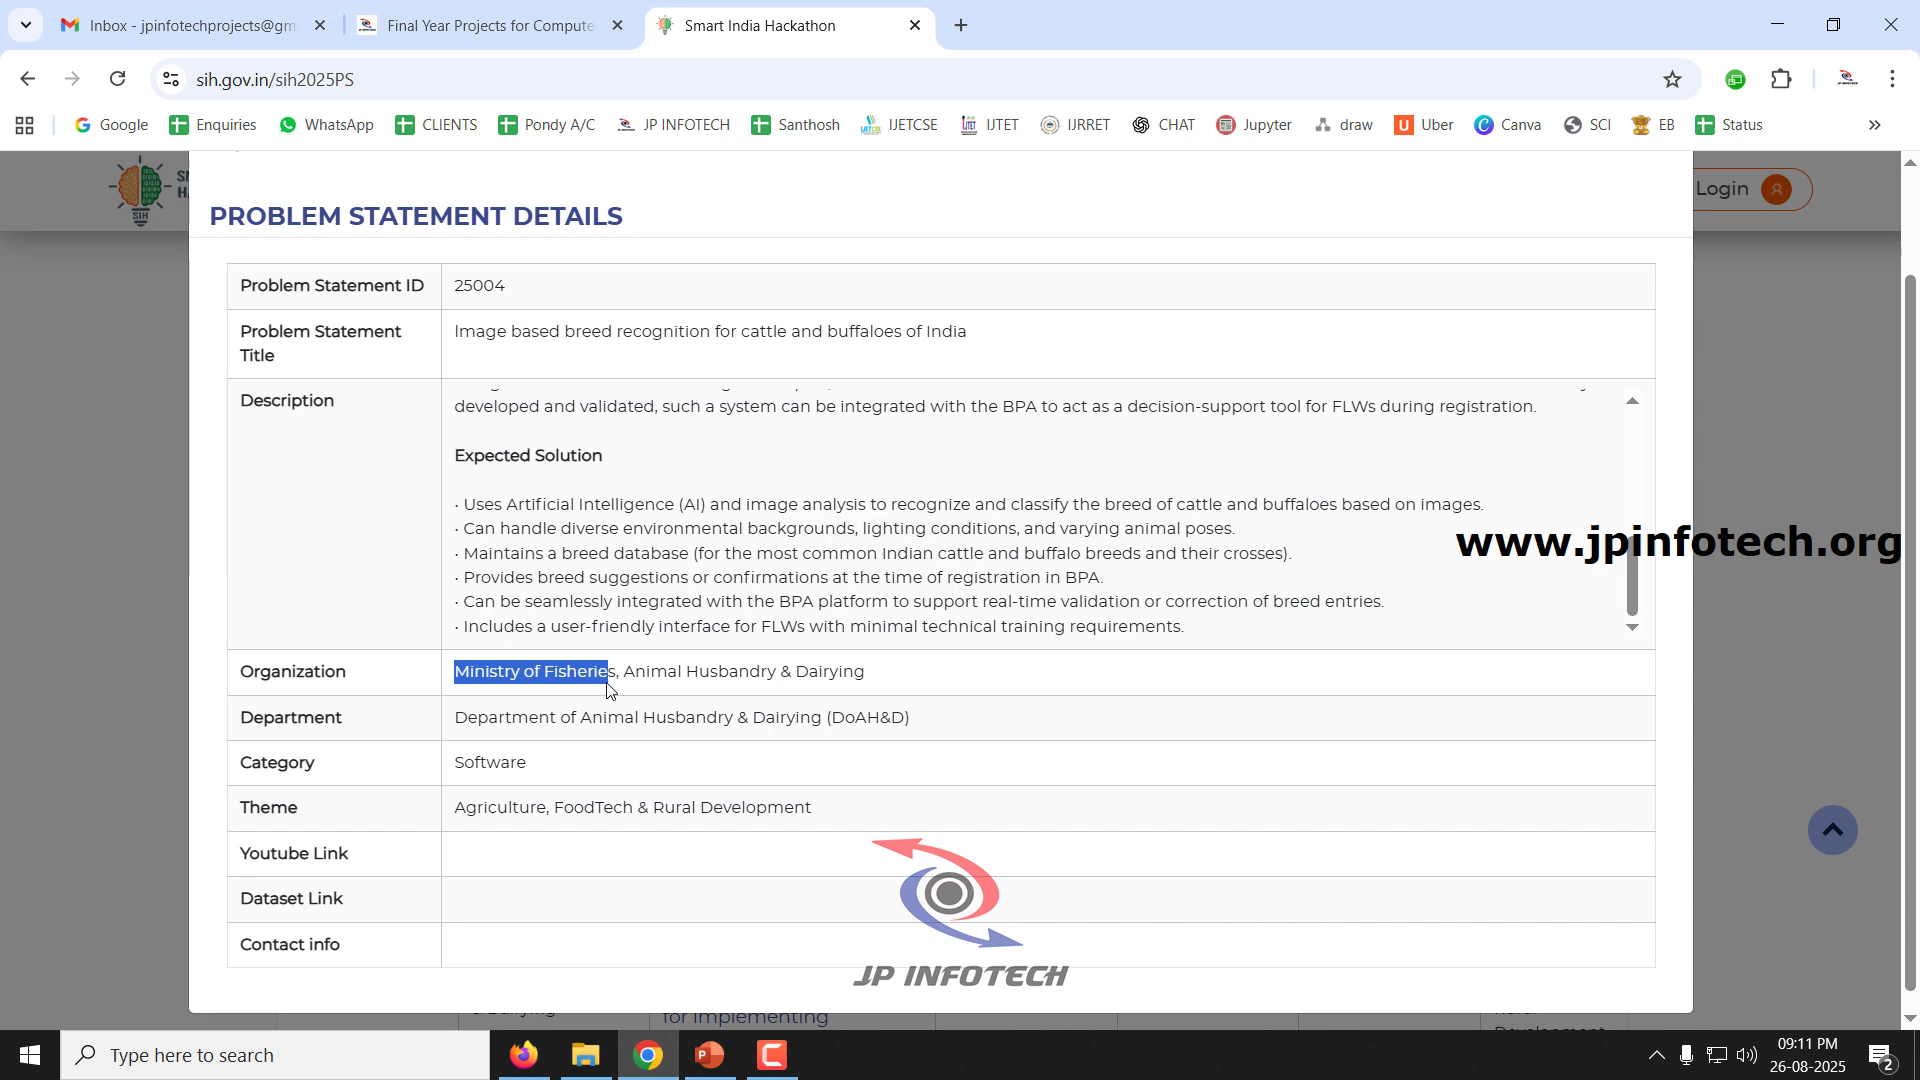 Inbox - jpinfotechprojects@gm
Final Year Projects for Compute
Smart India Hackathon
sih.gov.in/sih2025PS
Google
Enquiries
WhatsApp
CLIENTS
Pondy A/C
JP INFOTECH
Santhosh
IJETCSE
IJTET
IJRRET
CHAT
Jupyter
draw
Uber
Canva
SCI
EB
Status
SIH
Login
PROBLEM STATEMENT DETAILS
Problem Statement ID
25004
Problem Statement
Title
Image based breed recognition for cattle and buffaloes of India
Description
developed and validated, such a system can be integrated with the BPA to act as a decision-support tool for FLWs during registration.
Expected Solution
• Uses Artificial Intelligence (AI) and image analysis to recognize and classify the breed of cattle and buffaloes based on images.
• Can handle diverse environmental backgrounds, lighting conditions, and varying animal poses.
www.jpinfotech.org
• Maintains a breed database (for the most common Indian cattle and buffalo breeds and their crosses).
• Provides breed suggestions or confirmations at the time of registration in BPA.
• Can be seamlessly integrated with the BPA platform to support real-time validation or correction of breed entries.
• Includes a user-friendly interface for FLWs with minimal technical training requirements.
Organization
Ministry of Fisheries, Animal Husbandry & Dairying
Department
Department of Animal Husbandry & Dairying (DoAH&D)
Category
Software
Theme
Agriculture, FoodTech & Rural Development
Youtube Link
Dataset Link
Contact info
JP INFOTECH
for implementing
Type here to search
09:11 PM
26-08-2025
2